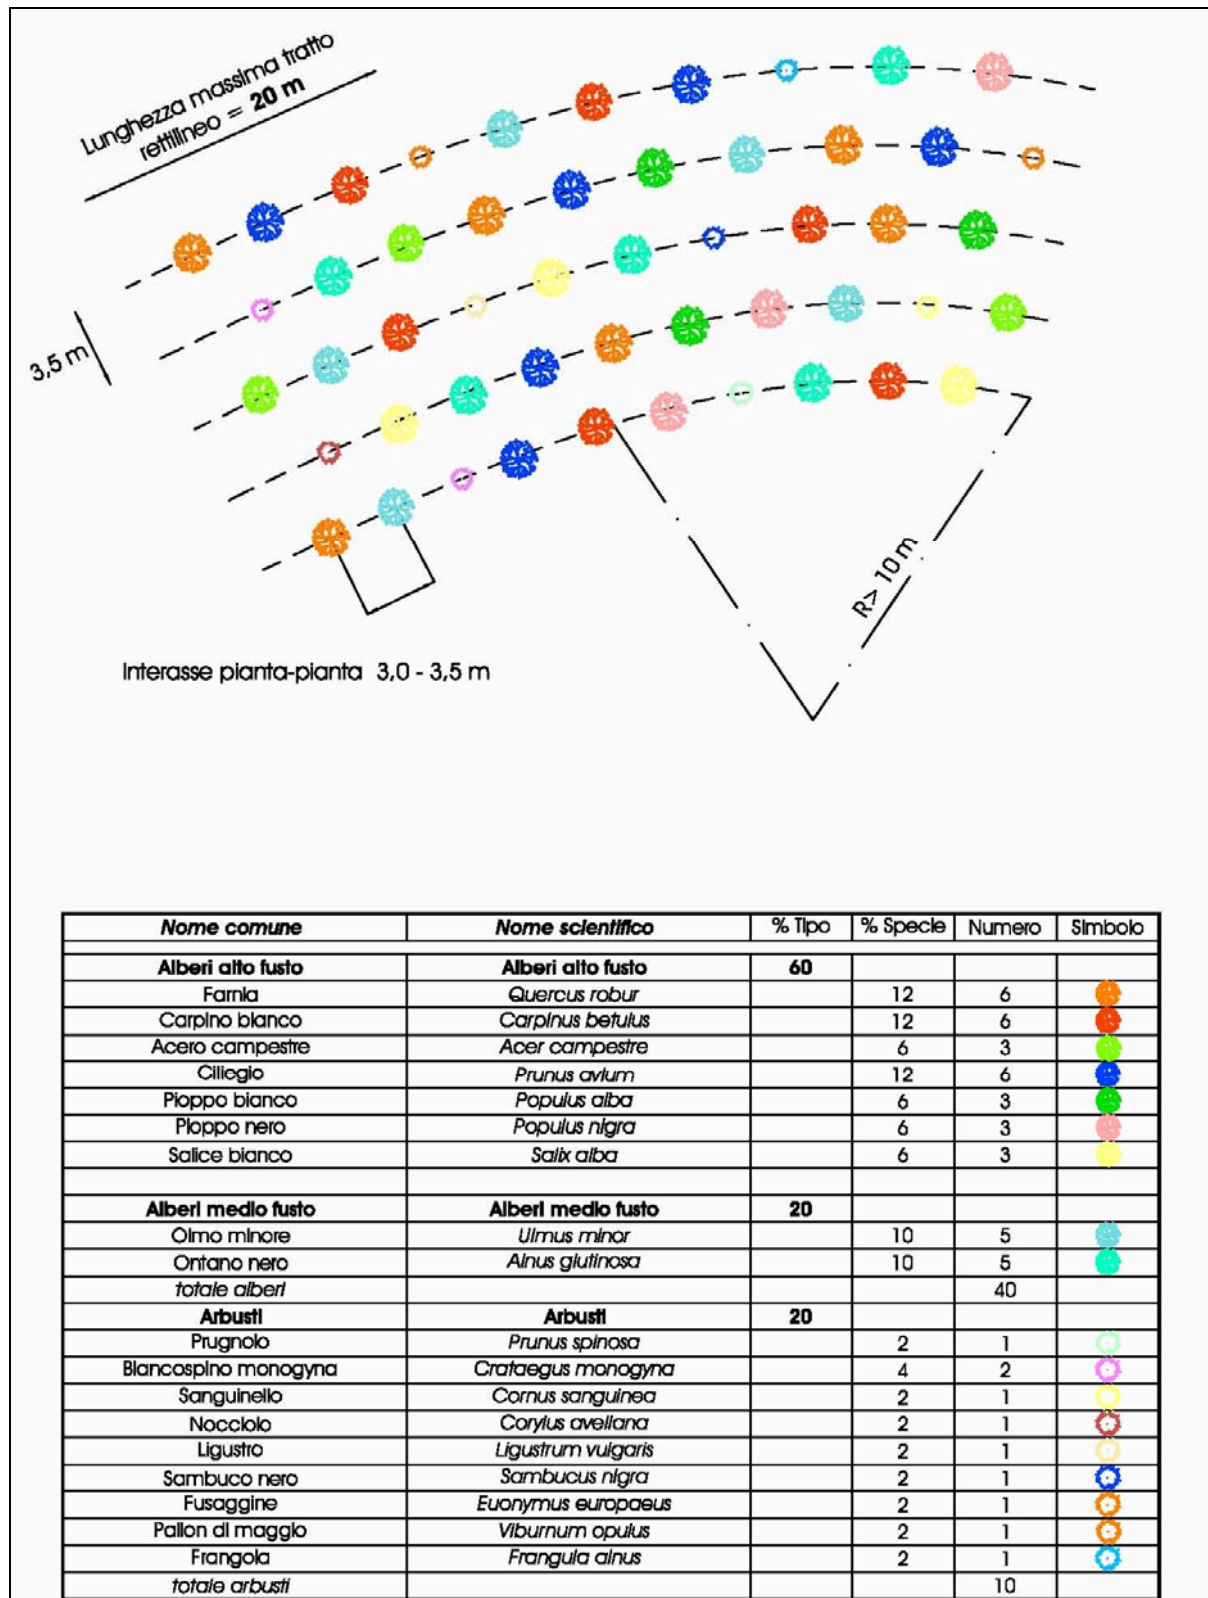 Lunghezza massima tratto
rettilineo = 20 m
3,5 m
R> 10 m
Interasse pianta-pianta 3,0 - 3,5 m
Nome comune Nome scientifico % Tipo % Specie Numero Simbolo
Alberi alto fusto Alberi alto fusto 60
Farnia Quercus robur 12 6
Carpino bianco Carpinus betulus 12 6
Acero campestre Acer campestre 6 3
Ciliegio Prunus avium 12 6
Pioppo bianco Populus alba 6 3
Pioppo nero Populus nigra 6 3
Salice bianco Salix alba 6 3
Alberi medio fusto Alberi medio fusto 20
Olmo minore Ulmus minor 10 5
Ontano nero Alnus glutinosa 10 5
totale alberi 40
Arbusti Arbusti 20
Prugnolo Prunus spinosa 2 1
Biancospino monogyna Crataegus monogyna 4 2
Sanguinello Cornus sanguinea 2 1
Nocciolo Corylus avellana 2 1
Ligustro Ligustrum vulgaris 2 1
Sambuco nero Sambucus nigra 2 1
Fusaggine Euonymus europaeus 2 1
Pallon di maggio Viburnum opulus 2 1
Frangola Frangula alnus 2 1
totale arbusti 10